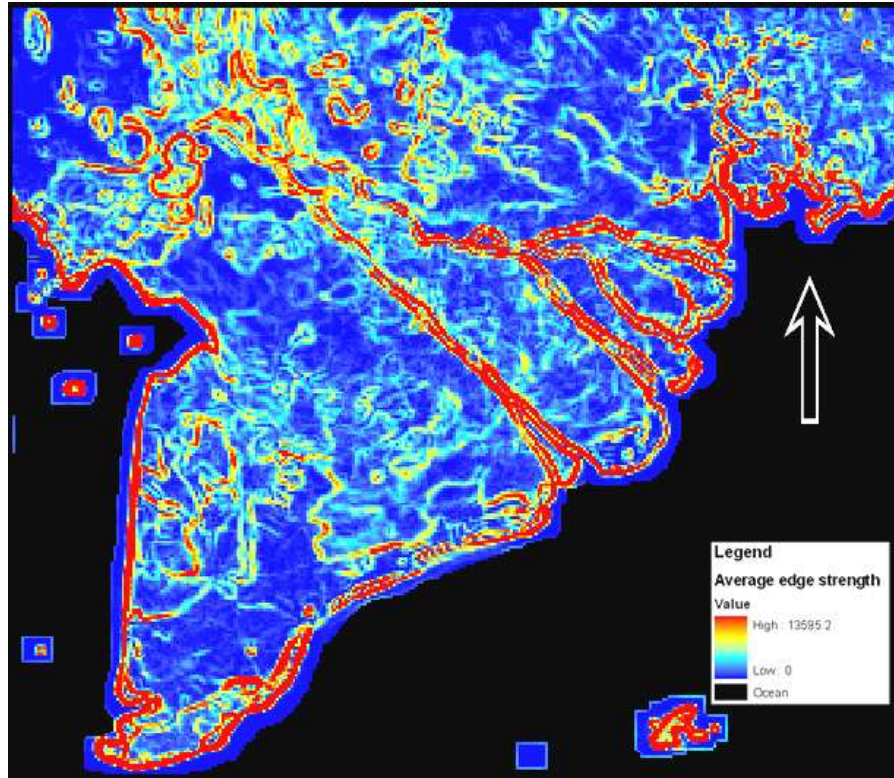 Legend
Average edge strength
Value
High : 13595.2
Low : 0
Ocean